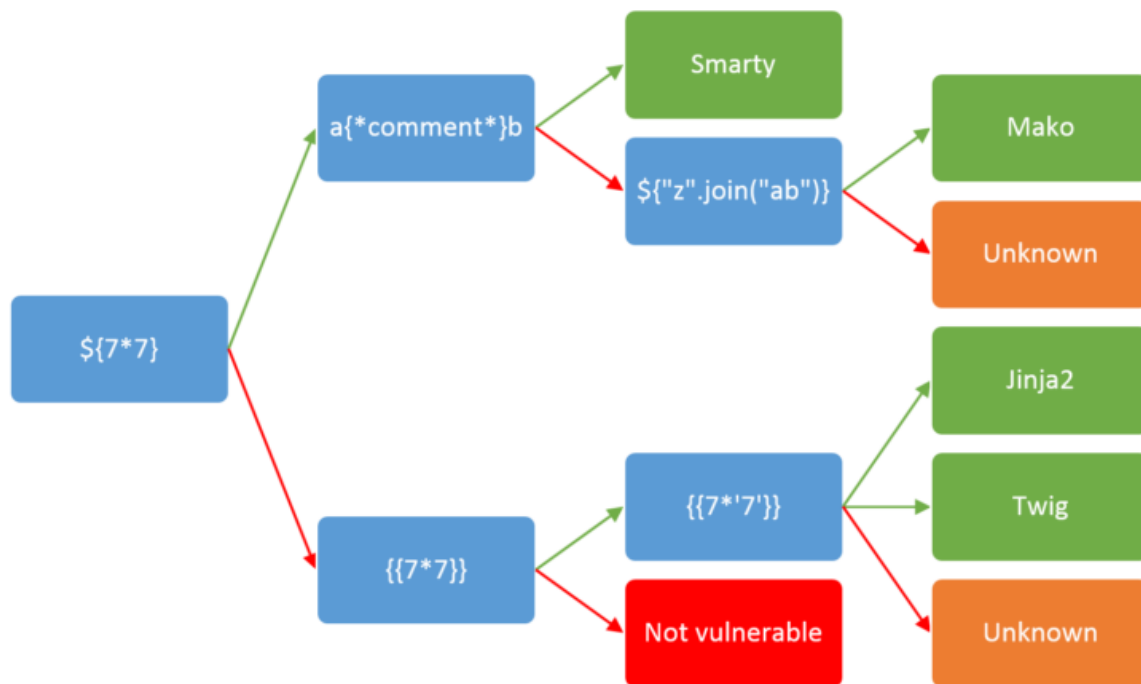 Smarty
a{*comment*}b
Mako
${"z".join("ab")}
Unknown
${7*7}
Jinja2
{{7*'7'}}
Twig
{{7*7}}
Not vulnerable
Unknown